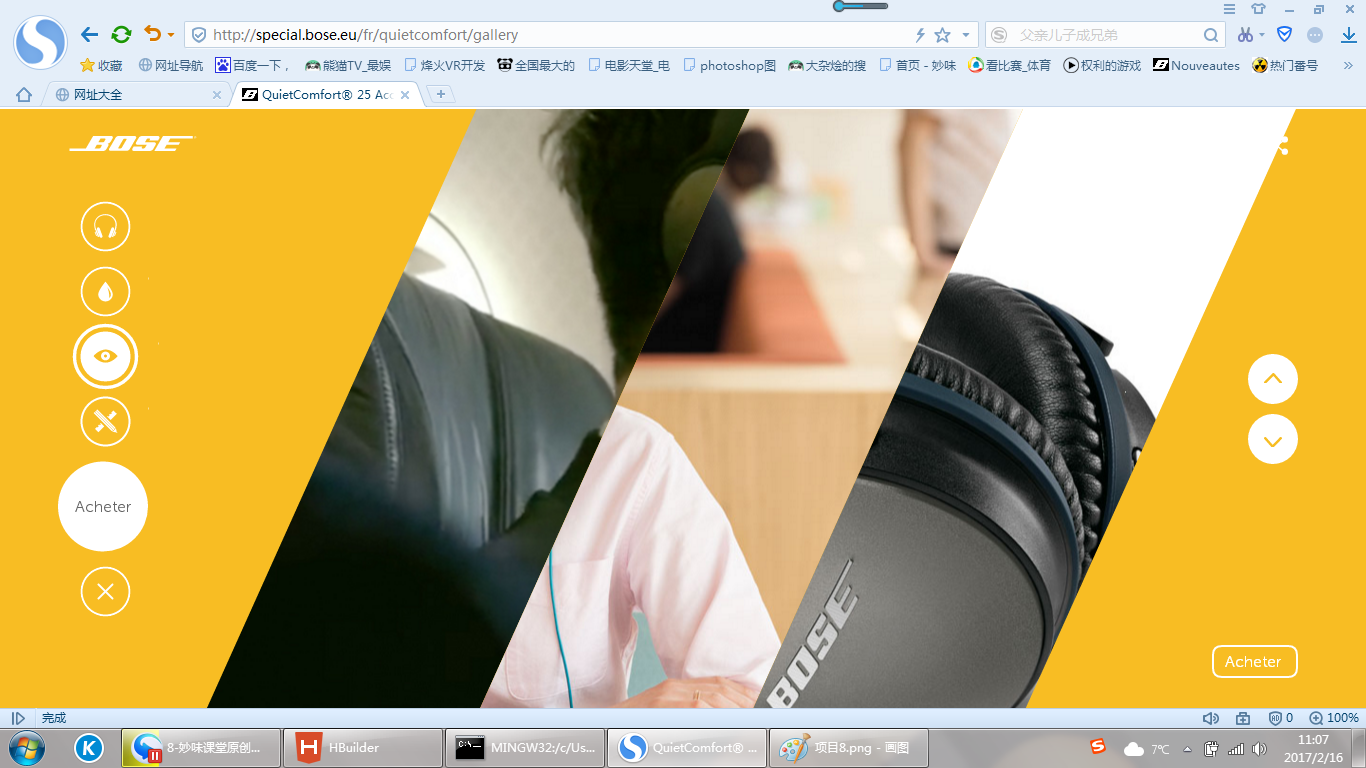 http://special.bose.eu/fr/quietcomfort/gallery
父亲儿子成兄弟
收藏 网址导航 百度一下， 熊猫TV_最娱 烽火VR开发 全国最大的 电影天堂_电 photoshop图 大杂烩的搜 首页 - 妙味 看比赛_体育 权利的游戏 Nouveautes 热门番号
网址大全 QuietComfort® 25 Acc
BOSE
Acheter
BOSE
Acheter
完成 0 100%
8-妙味课堂原创... HBuilder MINGW32:/c/Us... QuietComfort® ... 项目8.png - 画图 7℃ 11:07
2017/2/16